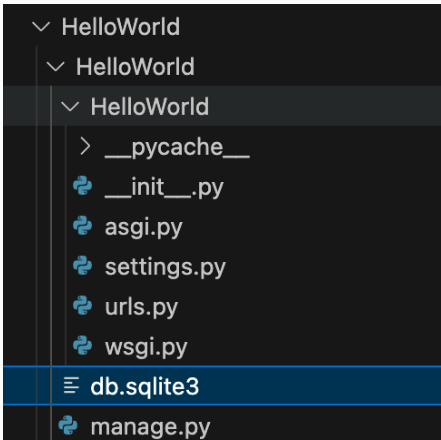 HelloWorld
HelloWorld
HelloWorld
__pycache__
__init__.py
asgi.py
settings.py
urls.py
wsgi.py
db.sqlite3
manage.py